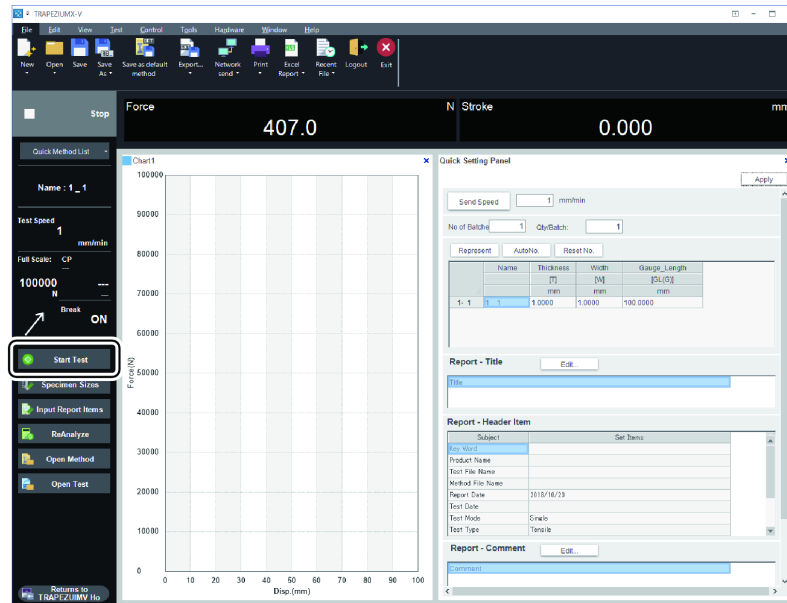 TRAPEZIUMX-V
File Edit View Test Control Tools Hardware Window Help
New Open Save Save As Save as default method Export... Network send Print Excel Report Recent File Logout Exit
Stop
Force N Stroke mm
407.0 0.000
Quick Method List
Name : 1 _ 1
Test Speed
1
mm/min
Full Scale: CP
---
100000 ---
N ---
Break
ON
Start Test
Specimen Sizes
Input Report Items
ReAnalyze
Open Method
Open Test
Returns to
TRAPEZIUMV Ho
Chart1
Force(N)
100000
90000
80000
70000
60000
50000
40000
30000
20000
10000
0
0 10 20 30 40 50 60 70 80 90 100
Disp.(mm)
Quick Setting Panel
Apply
Send Speed 1 mm/min
No of Batche 1 Qty/Batch: 1
Represent AutoNo. Reset No.
Name Thickness Width Gauge_Length
[T] [W] [GL(G)]
mm mm mm
1- 1 1 _ 1 1.0000 1.0000 100.0000
Report - Title Edit...
Title
Report - Header Item
Subject Set Items
Key Word
Product Name
Test File Name
Method File Name
Report Date 2018/10/23
Test Date
Test Mode Single
Test Type Tensile
Report - Comment Edit...
Comment